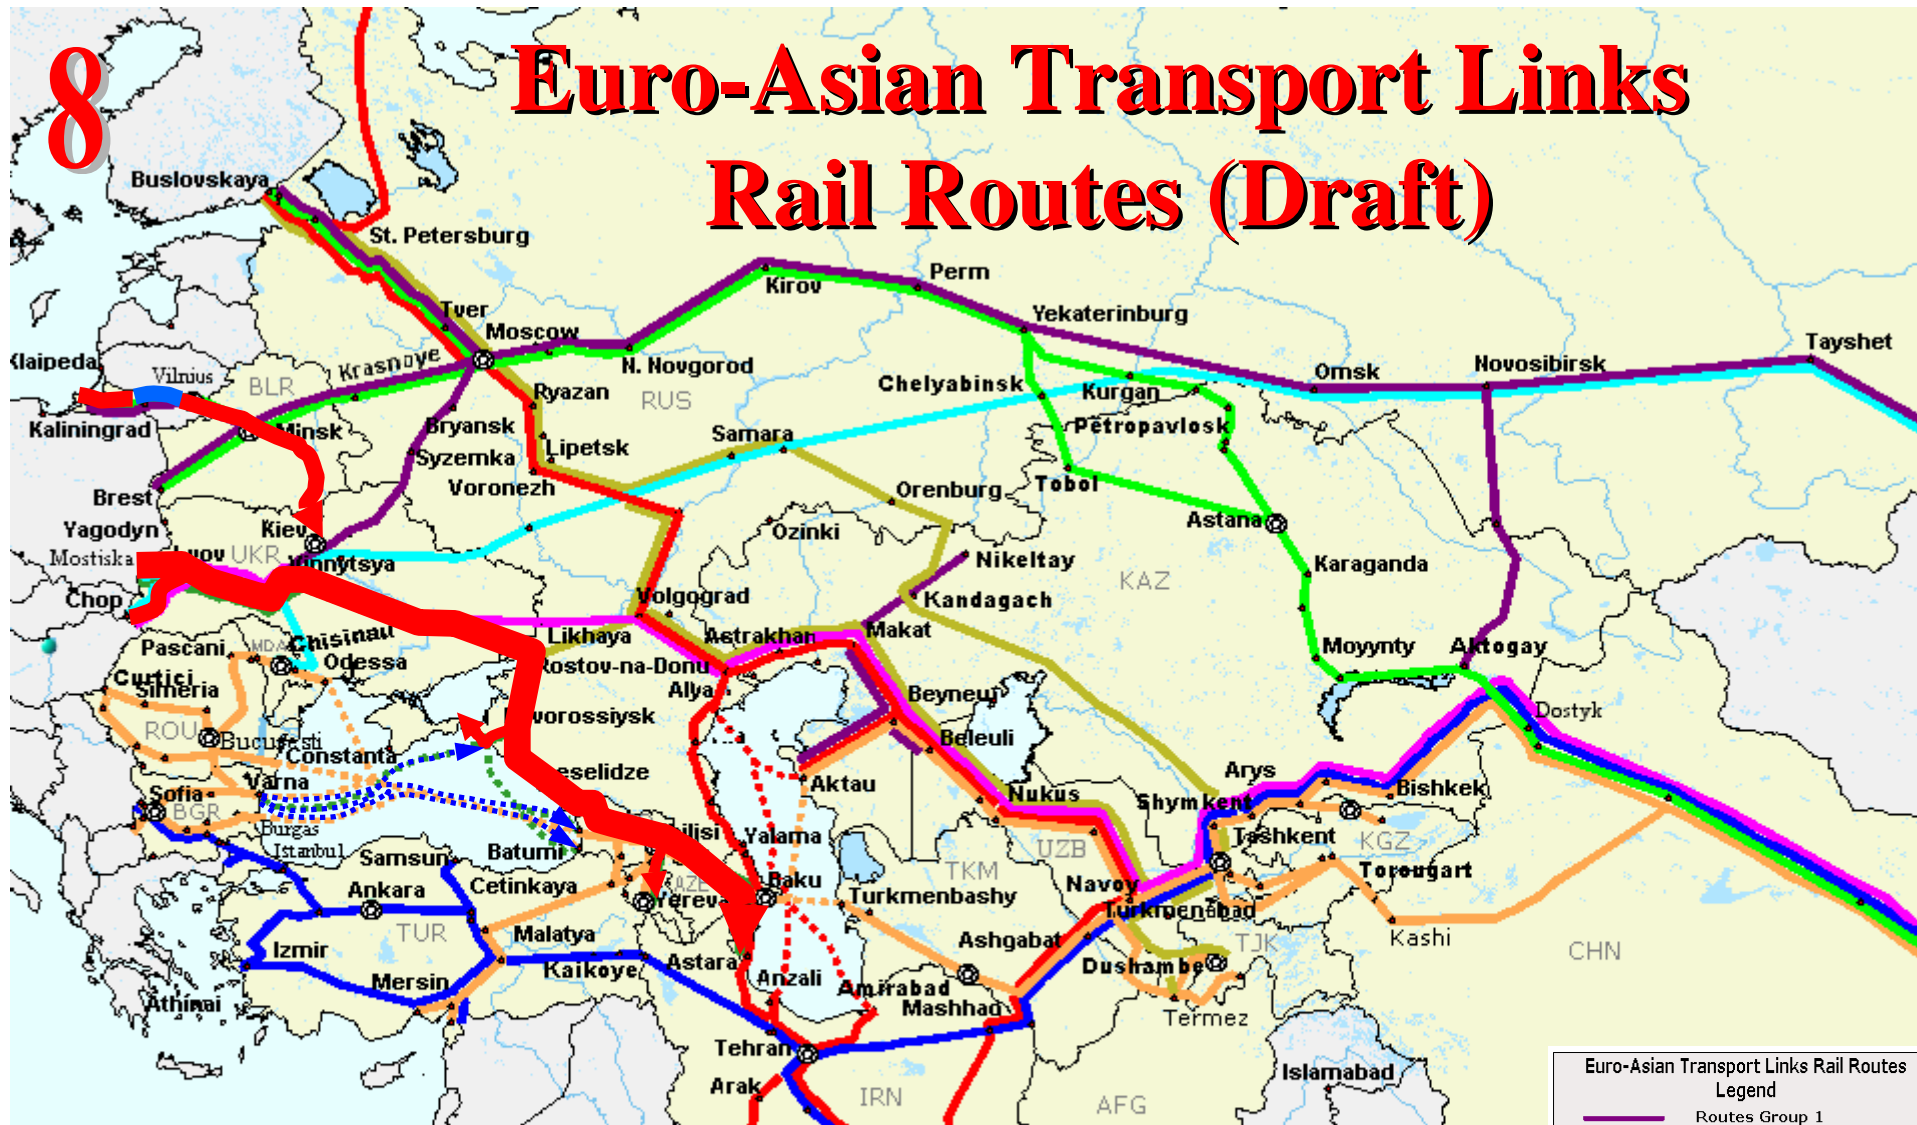 8
Euro-Asian Transport Links
Rail Routes (Draft)
Buslovskaya
St. Petersburg
Kirov
Perm
Yekaterinburg
Tver
Moscow
N. Novgorod
Tayshet
Klaipeda
Vilnius
Krasnoye
BLR
Omsk
Novosibirsk
Chelyabinsk
Kurgan
Ryazan
RUS
Kaliningrad
Minsk
Bryansk
Petropavlosk
Samara
Lipetsk
Syzemka
Voronezh
Orenburg
Tobol
Brest
Yagodyn
Kiev
Astana
Ozinki
Mostiska
Lvov
UKR
Vinnytsya
Nikeltay
Karaganda
KAZ
Chop
Volgograd
Kandagach
Pascani
MDA
Chisinau
Likhaya
Astrakhan
Makat
Moyynty
Aktogay
Odessa
Rostov-na-Donu
Curtici
Simeria
Alya
Beyneu
Dostyk
ROU
Bucuresti
Beleuli
Constanta
Aktau
Arys
Bishkek
Varna
Sofia
BGR
Nukus
Shymkent
Burgas
Istanbul
Yalama
Tashkent
KGZ
UZB
Samsun
Batumi
TKM
Torougart
Ankara
Cetinkaya
AZE
Baku
Turkmenbashy
Navoy
Turkmenabad
TUR
Malatya
Ashgabat
TJK
Kashi
CHN
Izmir
Kaikoye
Astara
Dushambe
Mersin
Anzali
Amirabad
Mashhad
Athinai
Termez
Tehran
Islamabad
Arak
IRN
AFG
Euro-Asian Transport Links Rail Routes
Legend
Routes Group 1